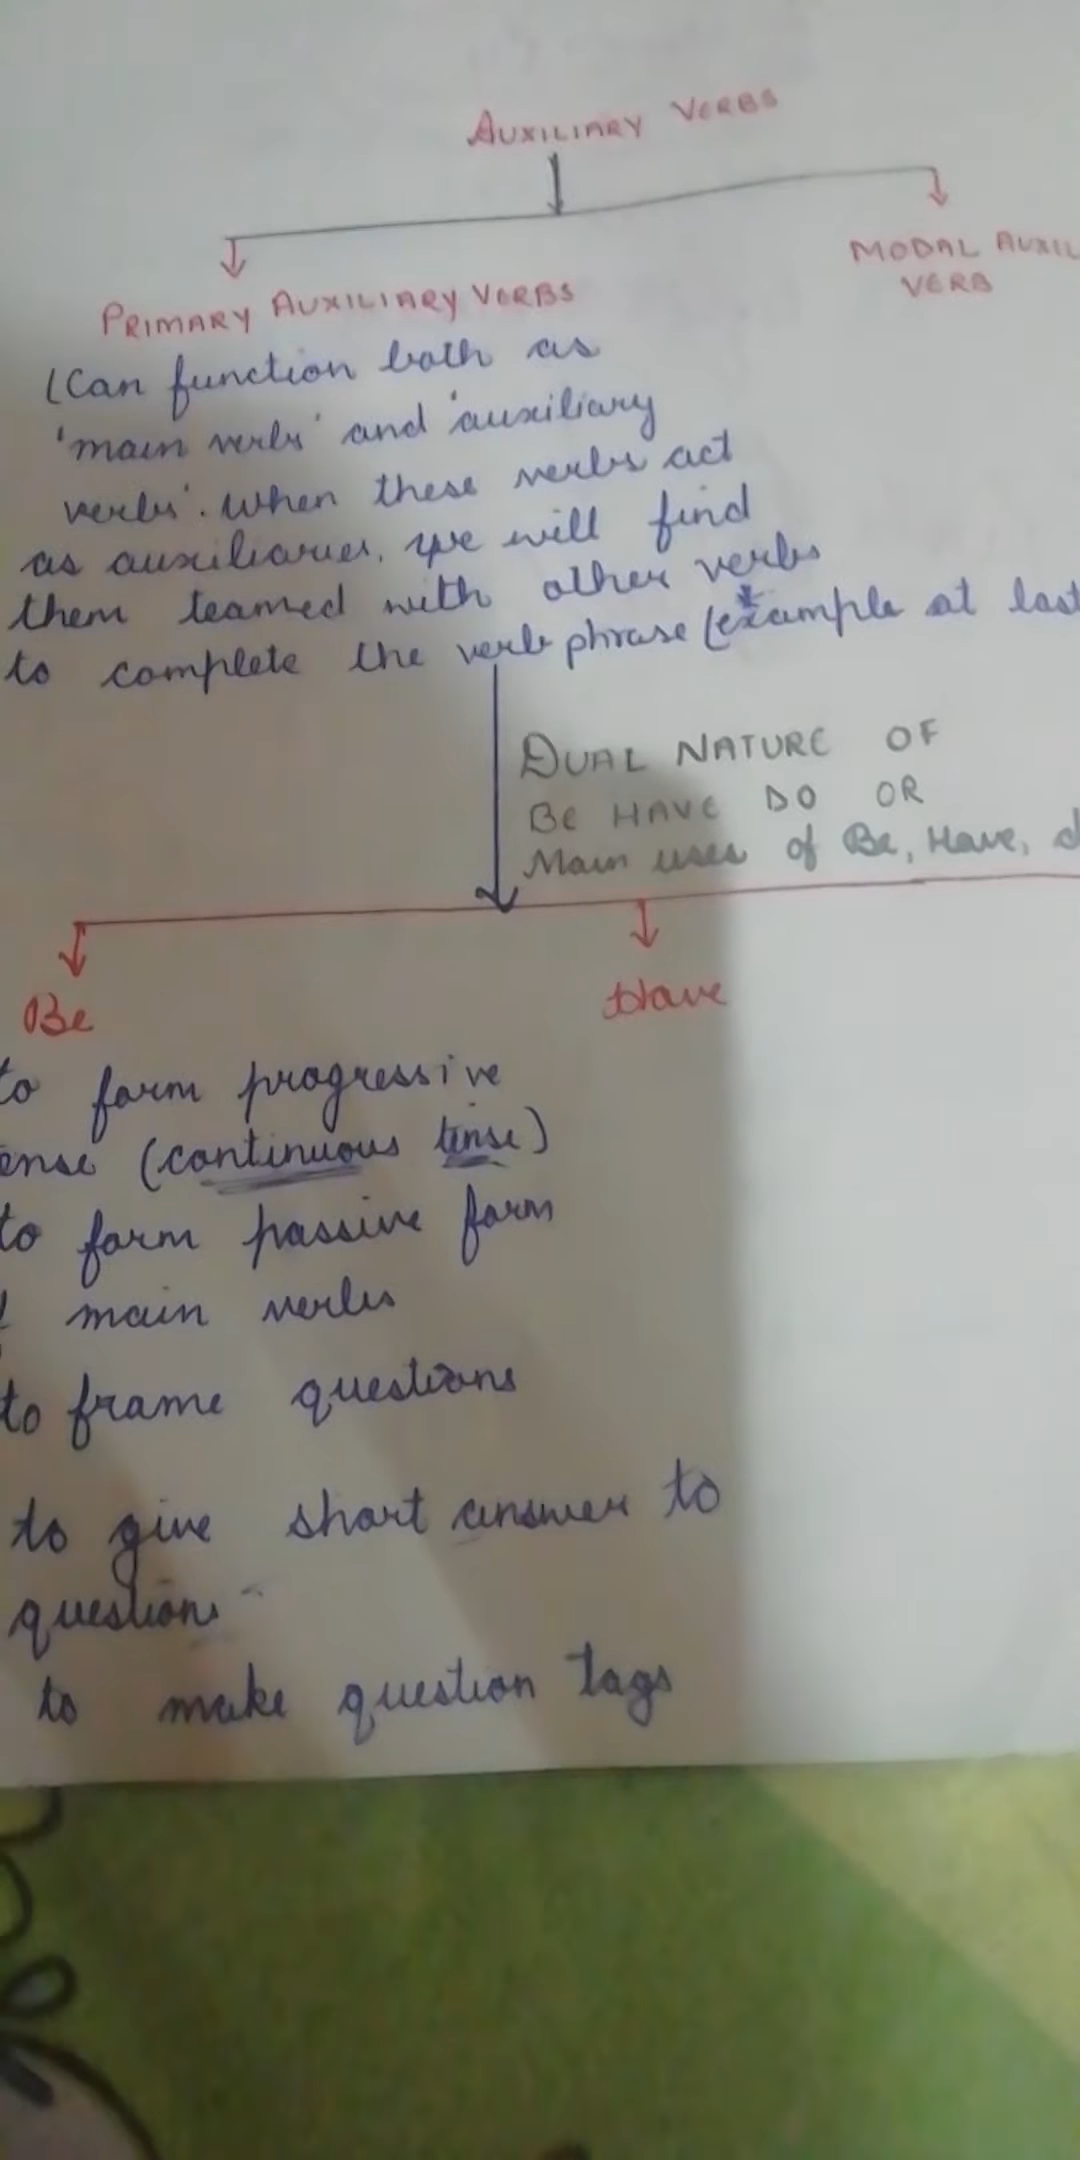 AUXILIARY VERBS
PRIMARY AUXILIARY VERBS
MODAL AUXIL
VERB
(Can function both as
'main verbs' and 'auxiliary
verbs'. When these verbs act
as auxiliaries, we will find
them teamed with other verbs
to complete the verb phrase (*example at last
DUAL NATURE OF
BE HAVE DO OR
Main uses of Be, Have, d
Be
Have
to form progressive
ense (continuous tense)
to form passive form
f main verbs
to frame questions
to give short answer to
questions
to make question tags